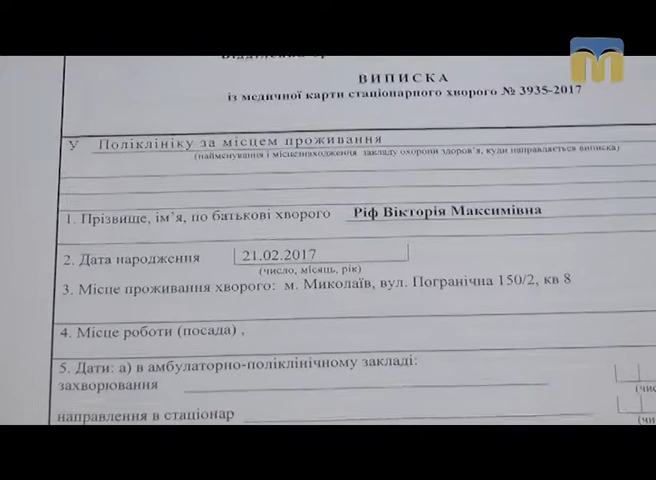 ВИПИСКА
із медичної карти стаціонарного хворого № 3935-2017
У Поліклініку за місцем проживання
(найменування і місцезнаходження закладу охорони здоров'я, куди направляється виписка)
1. Прізвище, ім'я, по батькові хворого Ріф Вікторія Максимівна
2. Дата народження 21.02.2017
(число, місяць, рік)
3. Місце проживання хворого: м. Миколаїв, вул. Погранічна 150/2, кв 8
4. Місце роботи (посада) ,
5. Дати: а) в амбулаторно-поліклінічному закладі:
захворювання
направлення в стаціонар